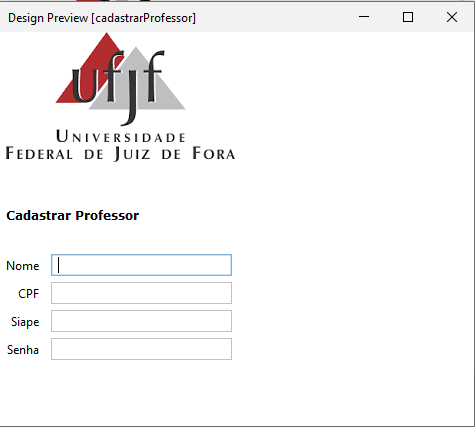 Design Preview [cadastrarProfessor]
ufjf
UNIVERSIDADE
FEDERAL DE JUIZ DE FORA
Cadastrar Professor
Nome
CPF
Siape
Senha